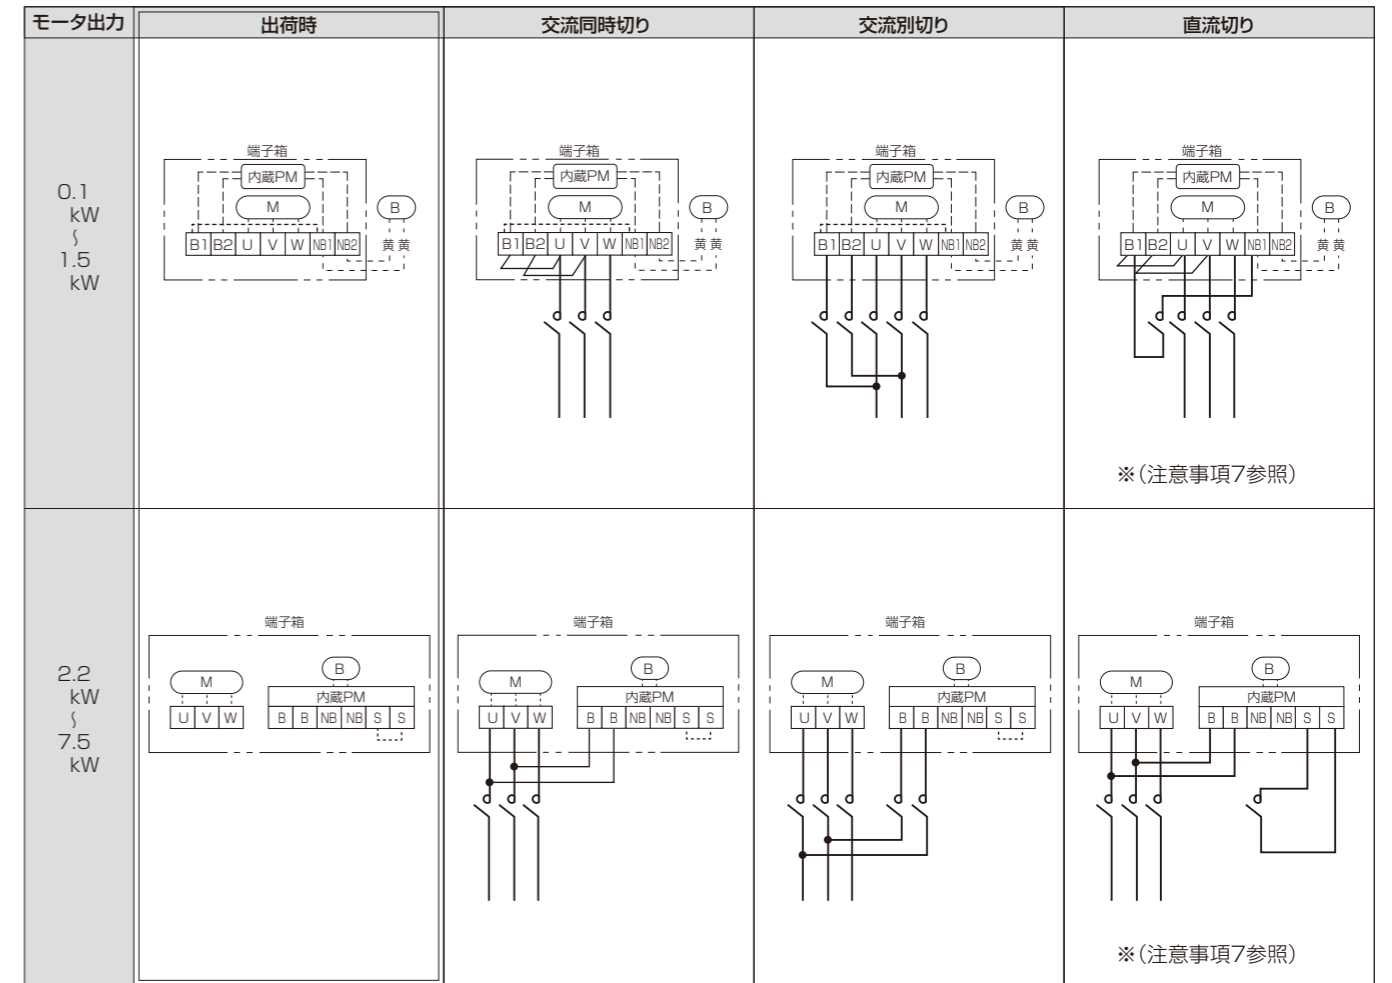 モータ出力 出荷時 交流同時切り 交流別切り 直流切り
0.1
kW
∫
1.5
kW
端子箱
内蔵PM
M
B
B1 B2 U V W NB1 NB2
黄 黄
端子箱
内蔵PM
M
B
B1 B2 U V W NB1 NB2
黄 黄
端子箱
内蔵PM
M
B
B1 B2 U V W NB1 NB2
黄 黄
端子箱
内蔵PM
M
B
B1 B2 U V W NB1 NB2
黄 黄
※(注意事項7参照)
2.2
kW
∫
7.5
kW
端子箱
M
B
内蔵PM
U V W B B NB NB S S
端子箱
M
B
内蔵PM
U V W B B NB NB S S
端子箱
M
B
内蔵PM
U V W B B NB NB S S
端子箱
M
B
内蔵PM
U V W B B NB NB S S
※(注意事項7参照)